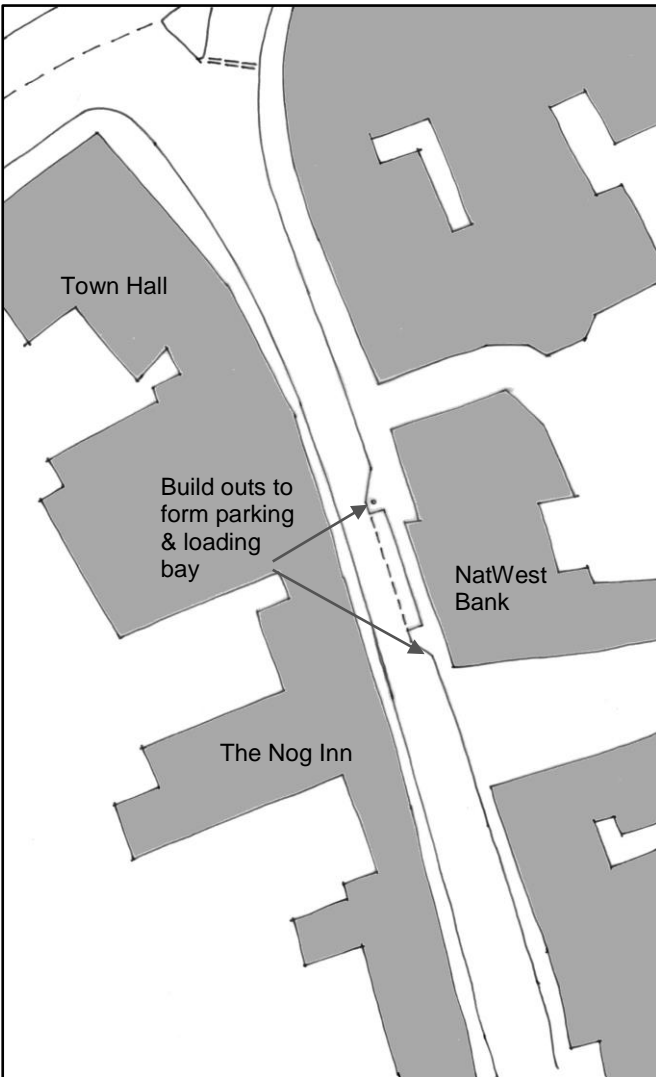 Town Hall
Build outs to
form parking
& loading
bay
NatWest
Bank
The Nog Inn